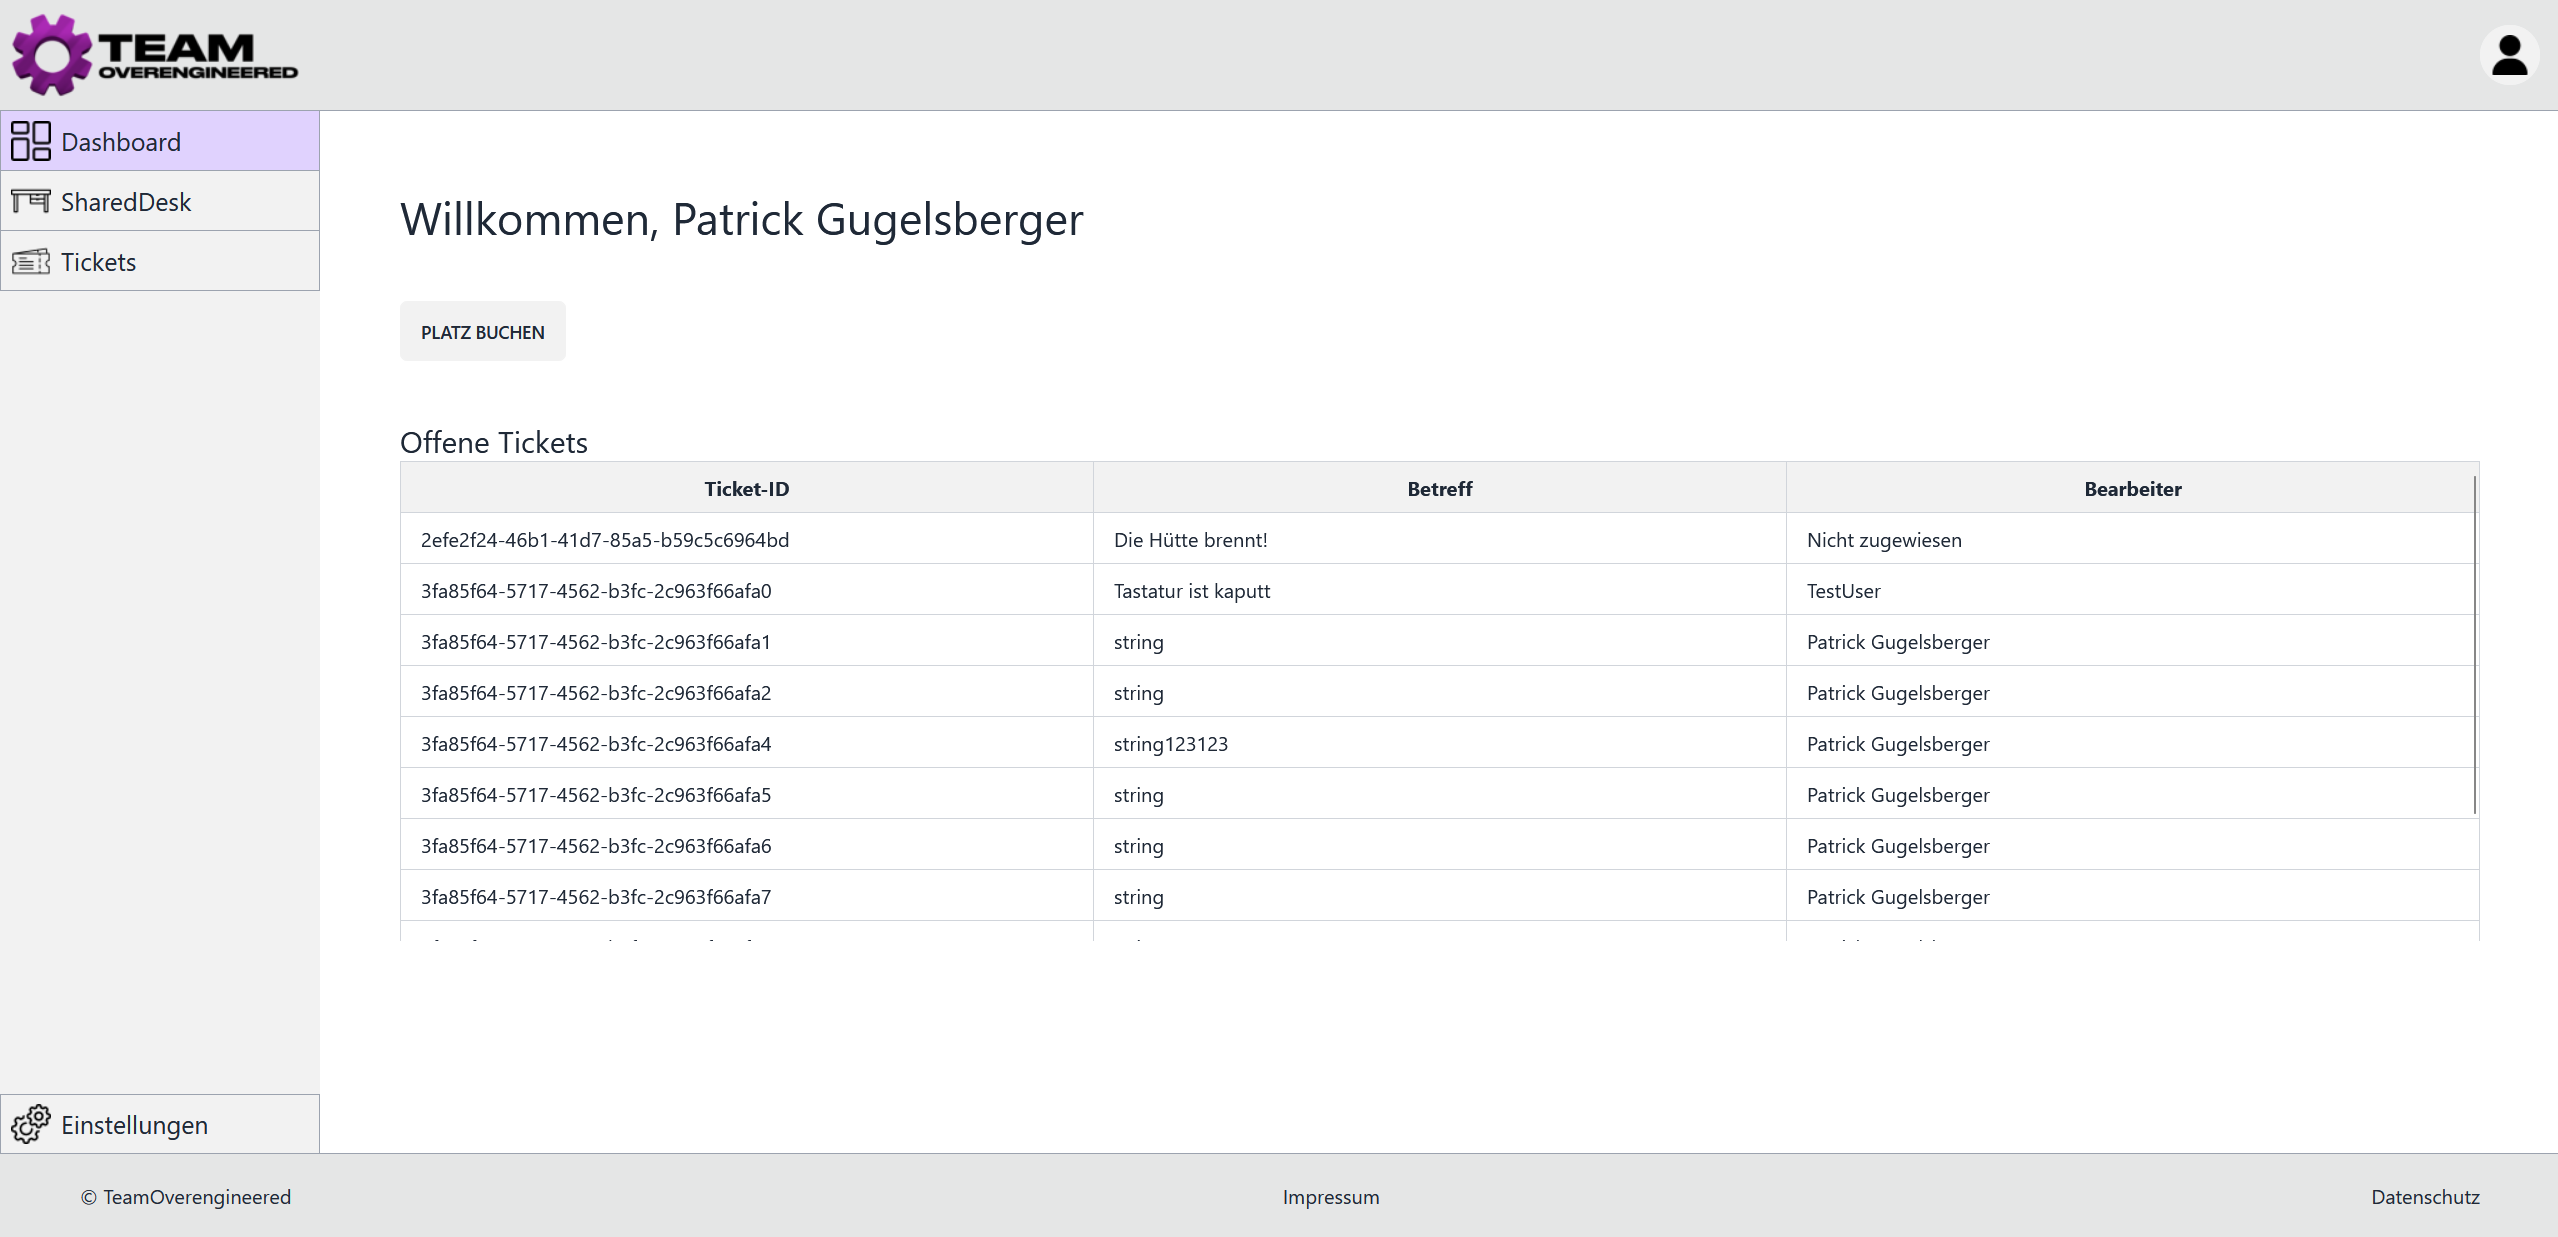 TEAM
OVERENGINEERED
Dashboard
SharedDesk
Tickets
Willkommen, Patrick Gugelsberger
PLATZ BUCHEN
Offene Tickets
Ticket-ID Betreff Bearbeiter
2efe2f24-46b1-41d7-85a5-b59c5c6964bd Die Hütte brennt! Nicht zugewiesen
3fa85f64-5717-4562-b3fc-2c963f66afa0 Tastatur ist kaputt TestUser
3fa85f64-5717-4562-b3fc-2c963f66afa1 string Patrick Gugelsberger
3fa85f64-5717-4562-b3fc-2c963f66afa2 string Patrick Gugelsberger
3fa85f64-5717-4562-b3fc-2c963f66afa4 string123123 Patrick Gugelsberger
3fa85f64-5717-4562-b3fc-2c963f66afa5 string Patrick Gugelsberger
3fa85f64-5717-4562-b3fc-2c963f66afa6 string Patrick Gugelsberger
3fa85f64-5717-4562-b3fc-2c963f66afa7 string Patrick Gugelsberger
Einstellungen
© TeamOverengineered Impressum Datenschutz